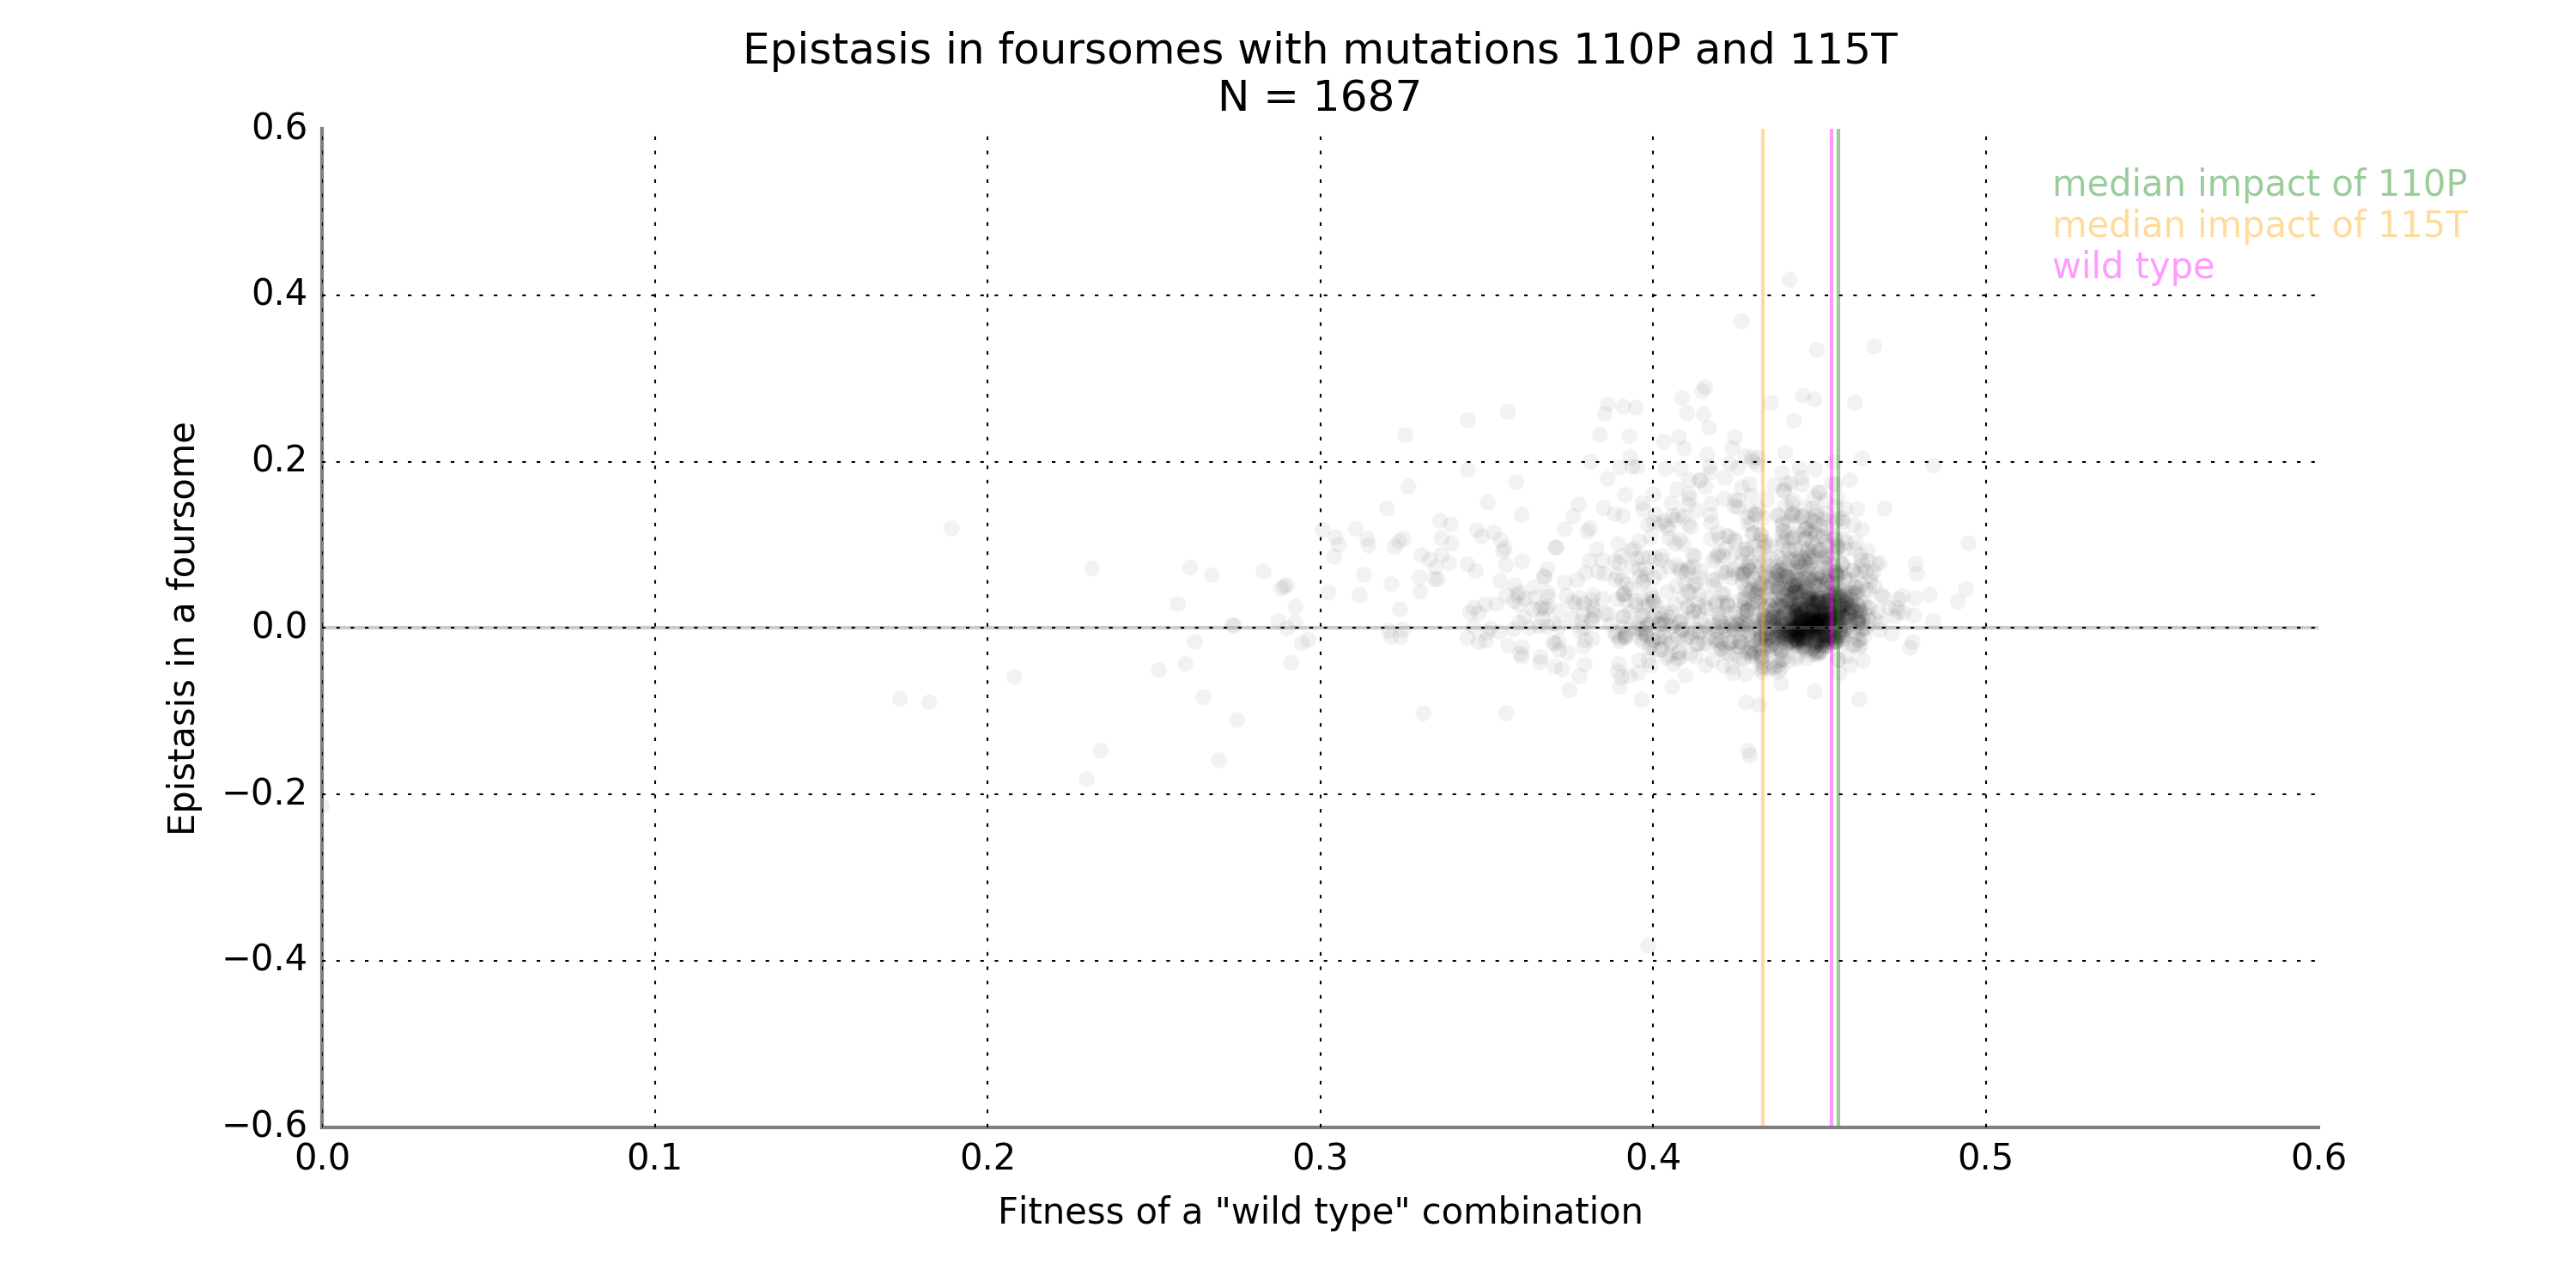 Epistasis in foursomes with mutations 110P and 115T
N = 1687
median impact of 110P
median impact of 115T
wild type
Epistasis in a foursome
0.6
0.4
0.2
0.0
−0.2
−0.4
−0.6
0.0 0.1 0.2 0.3 0.4 0.5 0.6
Fitness of a "wild type" combination